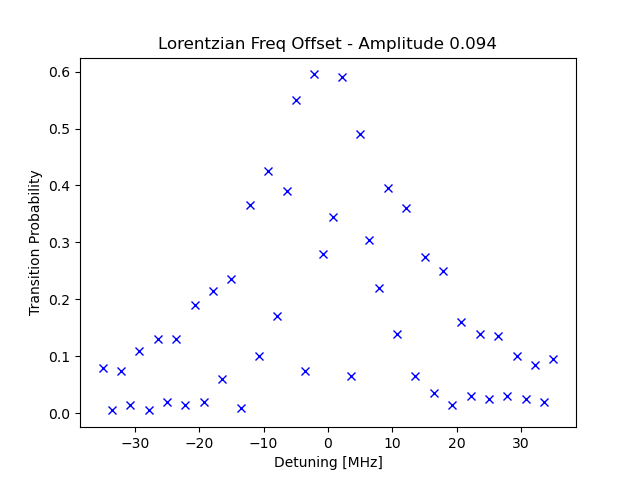 Lorentzian Freq Offset - Amplitude 0.094
Transition Probability
0.6
0.5
0.4
0.3
0.2
0.1
0.0
−30 −20 −10 0 10 20 30
Detuning [MHz]